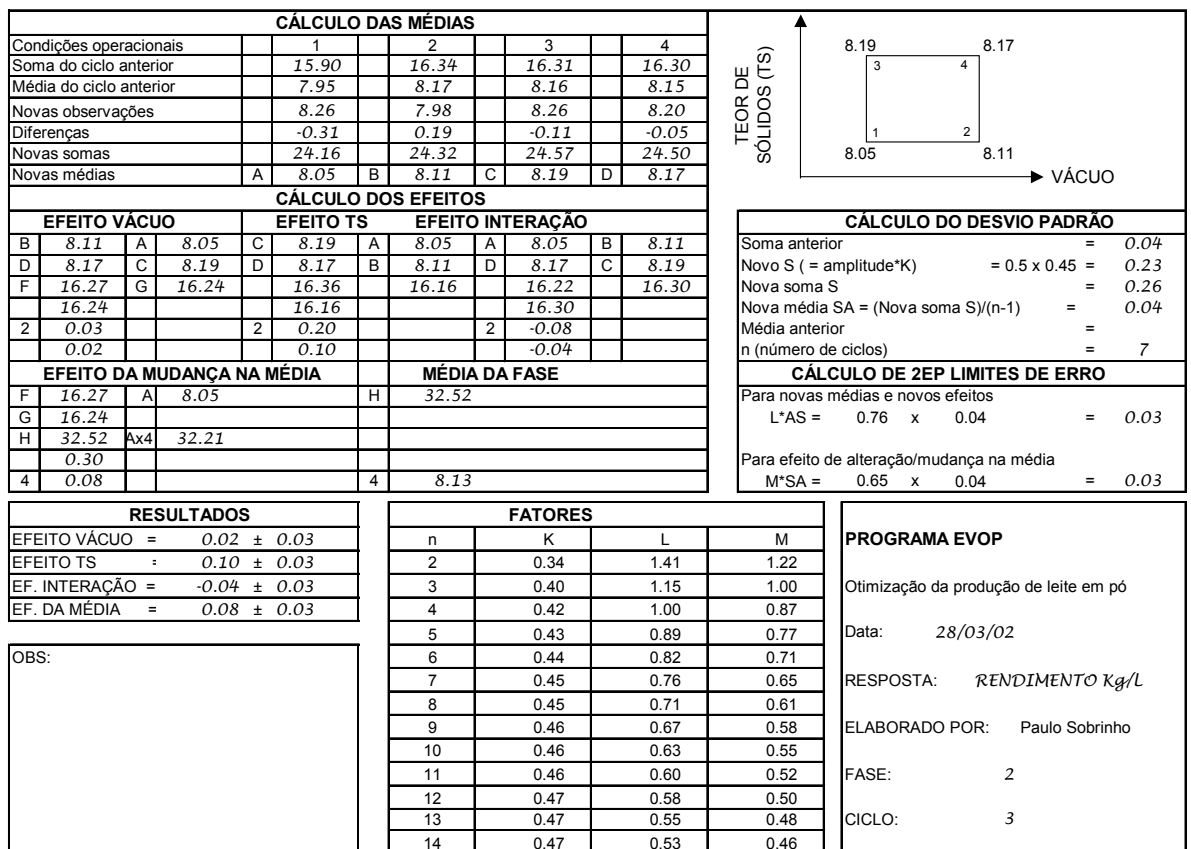 CÁLCULO DAS MÉDIAS
Condições operacionais 1 2 3 4
Soma do ciclo anterior 15.90 16.34 16.31 16.30
Média do ciclo anterior 7.95 8.17 8.16 8.15
Novas observações 8.26 7.98 8.26 8.20
Diferenças -0.31 0.19 -0.11 -0.05
Novas somas 24.16 24.32 24.57 24.50
Novas médias A 8.05 B 8.11 C 8.19 D 8.17
TEOR DE
SÓLIDOS (TS)
8.19 8.17
3 4
1 2
8.05 8.11
VÁCUO
CÁLCULO DOS EFEITOS
EFEITO VÁCUO EFEITO TS EFEITO INTERAÇÃO
B 8.11 A 8.05 C 8.19 A 8.05 A 8.05 B 8.11
D 8.17 C 8.19 D 8.17 B 8.11 D 8.17 C 8.19
F 16.27 G 16.24 16.36 16.16 16.22 16.30
16.24 16.16 16.30
2 0.03 2 0.20 2 -0.08
0.02 0.10 -0.04
EFEITO DA MUDANÇA NA MÉDIA MÉDIA DA FASE
F 16.27 A 8.05 H 32.52
G 16.24
H 32.52 Ax4 32.21
0.30
4 0.08 4 8.13
CÁLCULO DO DESVIO PADRÃO
Soma anterior = 0.04
Novo S ( = amplitude*K) = 0.5 x 0.45 = 0.23
Nova soma S = 0.26
Nova média SA = (Nova soma S)/(n-1) = 0.04
Média anterior =
n (número de ciclos) = 7
CÁLCULO DE 2EP LIMITES DE ERRO
Para novas médias e novos efeitos
L*AS = 0.76 x 0.04 = 0.03
Para efeito de alteração/mudança na média
M*SA = 0.65 x 0.04 = 0.03
RESULTADOS
EFEITO VÁCUO = 0.02 ± 0.03
EFEITO TS = 0.10 ± 0.03
EF. INTERAÇÃO = -0.04 ± 0.03
EF. DA MÉDIA = 0.08 ± 0.03
OBS:
FATORES
n K L M
2 0.34 1.41 1.22
3 0.40 1.15 1.00
4 0.42 1.00 0.87
5 0.43 0.89 0.77
6 0.44 0.82 0.71
7 0.45 0.76 0.65
8 0.45 0.71 0.61
9 0.46 0.67 0.58
10 0.46 0.63 0.55
11 0.46 0.60 0.52
12 0.47 0.58 0.50
13 0.47 0.55 0.48
14 0.47 0.53 0.46
PROGRAMA EVOP
Otimização da produção de leite em pó
Data: 28/03/02
RESPOSTA: RENDIMENTO Kg/L
ELABORADO POR: Paulo Sobrinho
FASE: 2
CICLO: 3